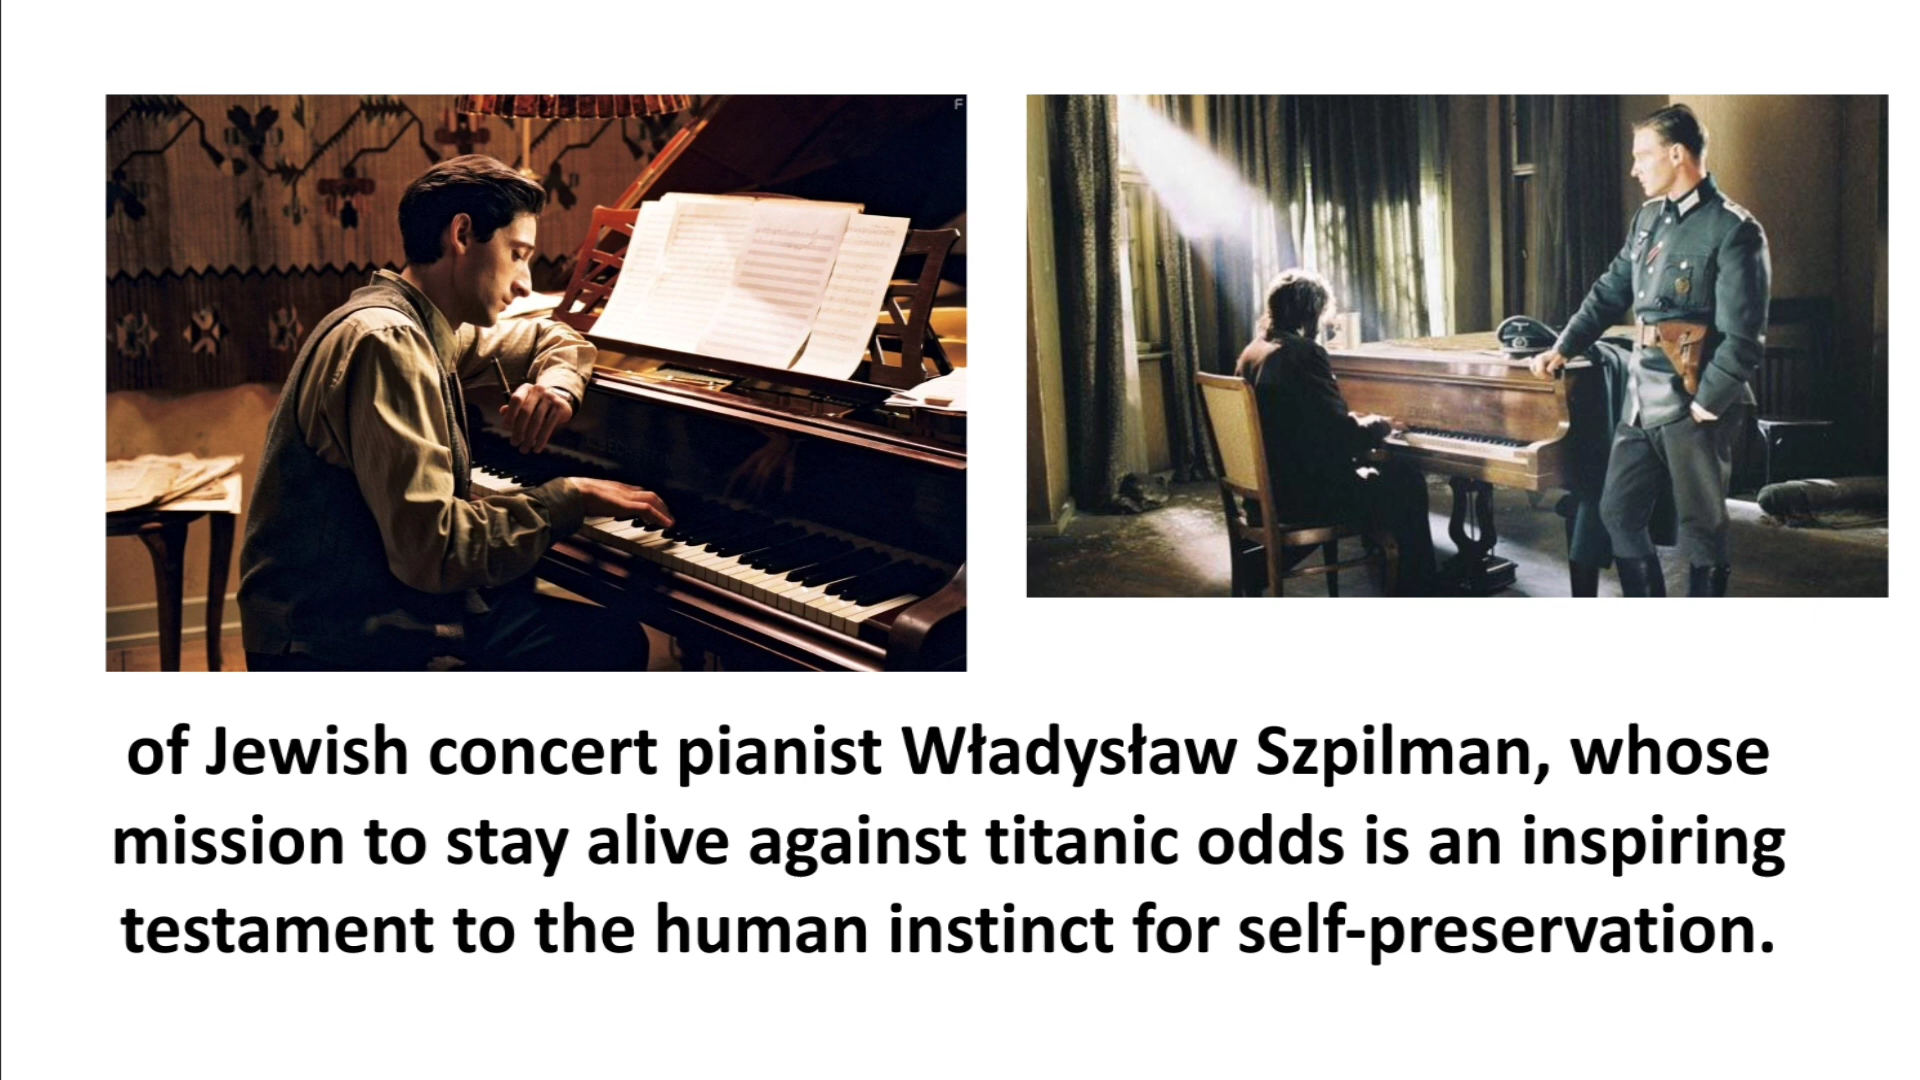 F
of Jewish concert pianist Władysław Szpilman, whose
mission to stay alive against titanic odds is an inspiring
testament to the human instinct for self-preservation.